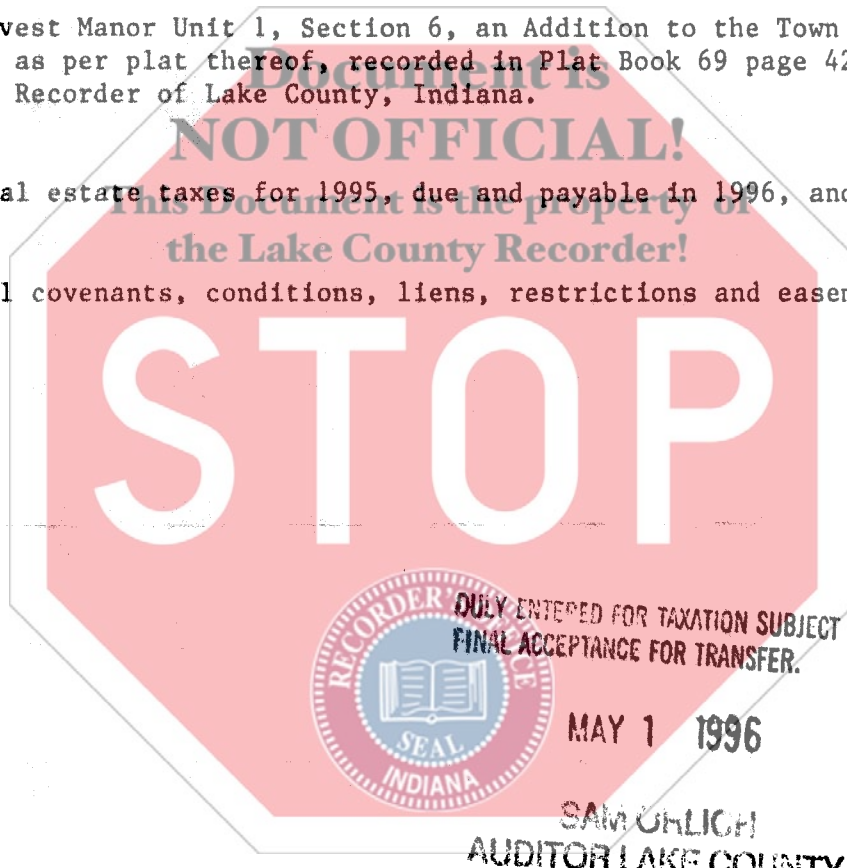 vest Manor Unit 1, Section 6, an Addition to the Town
as per plat thereof, recorded in Plat Book 69 page 42
Document is
Recorder of Lake County, Indiana.
NOT OFFICIAL!
al estate taxes for 1995, due and payable in 1996, and
This Document is the property of
the Lake County Recorder!
l covenants, conditions, liens, restrictions and easem
STOP
DULY ENTERED FOR TAXATION SUBJECT
FINAL ACCEPTANCE FOR TRANSFER.
RECORDER'S OFFICE
SEAL
INDIANA
MAY 1 1996
SAM ORLICH
AUDITOR LAKE COUNTY